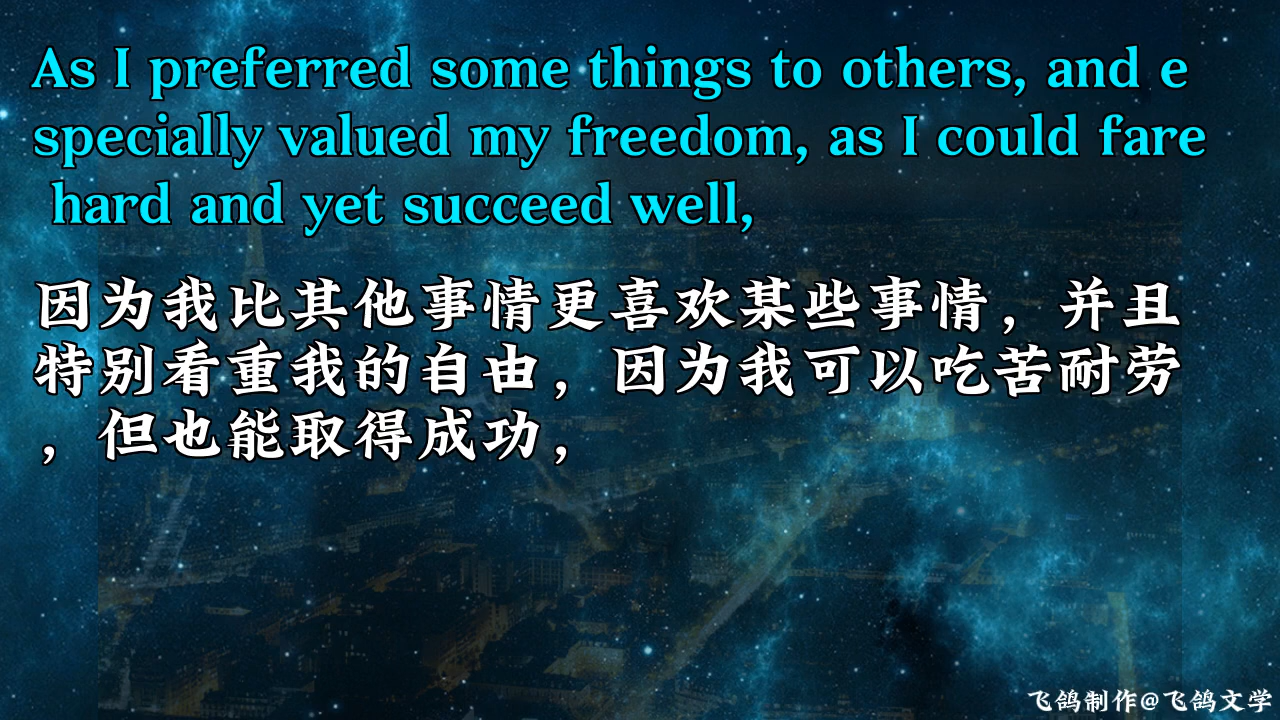 As I preferred some things to others, and e
specially valued my freedom, as I could fare
hard and yet succeed well,
因为我比其他事情更喜欢某些事情，并且
特别看重我的自由，因为我可以吃苦耐劳
，但也能取得成功，
飞鸽制作@飞鸽文学